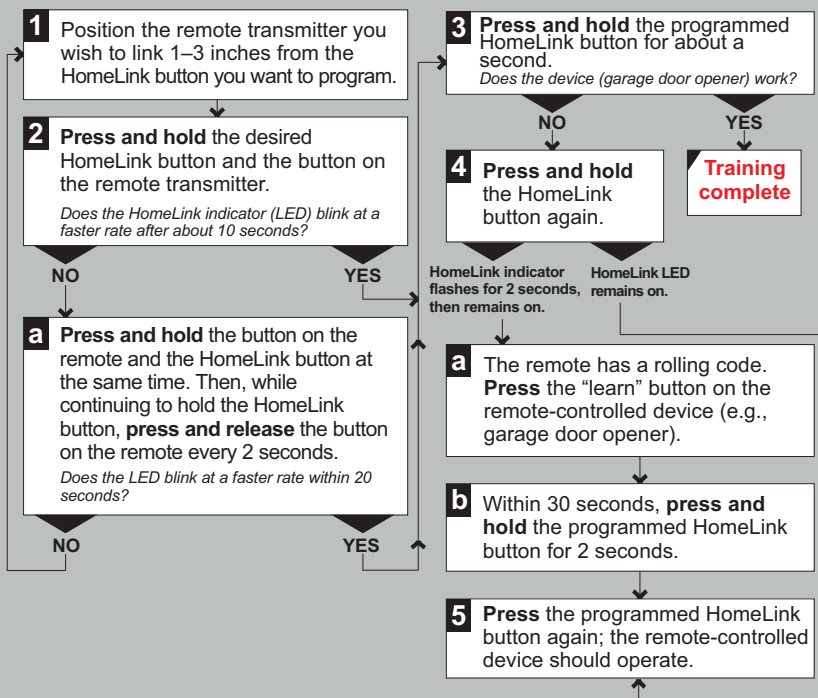 1 Position the remote transmitter you
wish to link 1–3 inches from the
HomeLink button you want to program.
2 Press and hold the desired
HomeLink button and the button on
the remote transmitter.
Does the HomeLink indicator (LED) blink at a
faster rate after about 10 seconds?
NO
YES
a Press and hold the button on the
remote and the HomeLink button at
the same time. Then, while
continuing to hold the HomeLink
button, press and release the button
on the remote every 2 seconds.
Does the LED blink at a faster rate within 20
seconds?
NO
YES
3 Press and hold the programmed
HomeLink button for about a
second.
Does the device (garage door opener) work?
NO
YES
4 Press and hold
the HomeLink
button again.
Training
complete
HomeLink indicator
flashes for 2 seconds,
then remains on.
HomeLink LED
remains on.
a The remote has a rolling code.
Press the “learn” button on the
remote-controlled device (e.g.,
garage door opener).
b Within 30 seconds, press and
hold the programmed HomeLink
button for 2 seconds.
5 Press the programmed HomeLink
button again; the remote-controlled
device should operate.